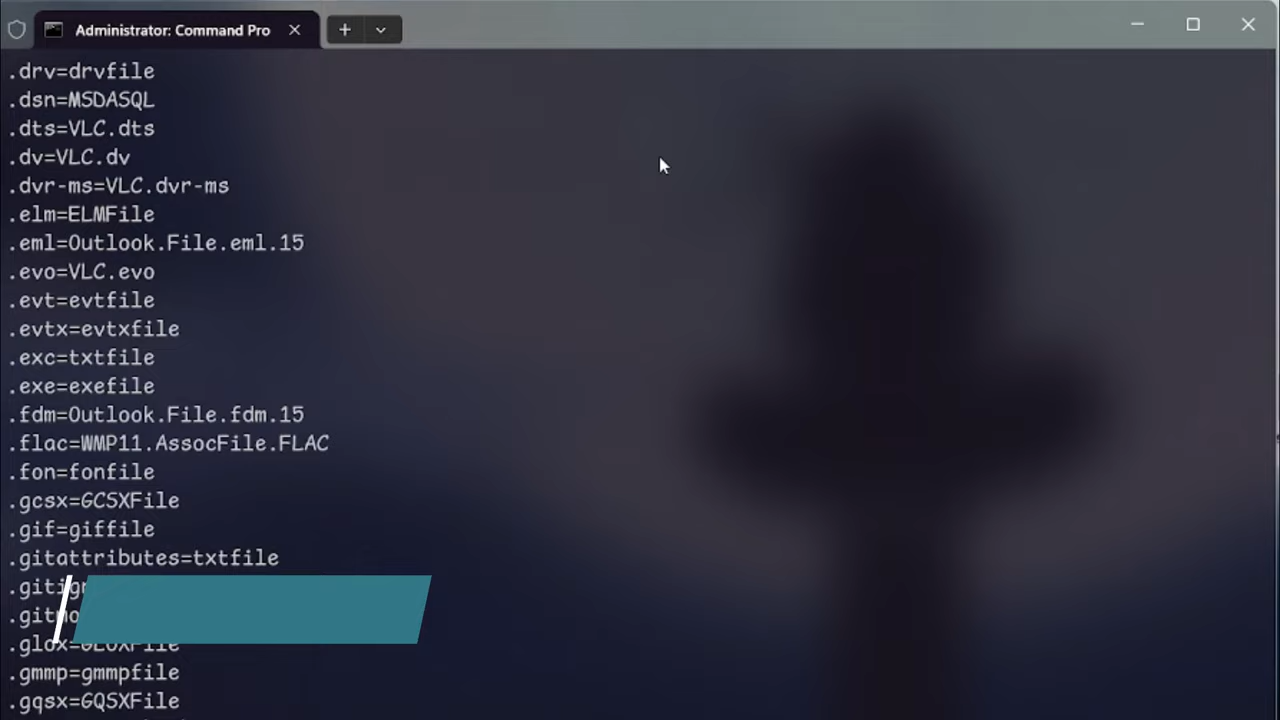 Administrator: Command Pro
.drv=drvfile
.dsn=MSDASQL
.dts=VLC.dts
.dv=VLC.dv
.dvr-ms=VLC.dvr-ms
.elm=ELMFile
.eml=Outlook.File.eml.15
.evo=VLC.evo
.evt=evtfile
.evtx=evtxfile
.exc=txtfile
.exe=exefile
.fdm=Outlook.File.fdm.15
.flac=WMP11.AssocFile.FLAC
.fon=fonfile
.gcsx=GCSXFile
.gif=giffile
.gitattributes=txtfile
.glox=GLOXFile
.gmmp=gmmpfile
.gqsx=GQSXFile